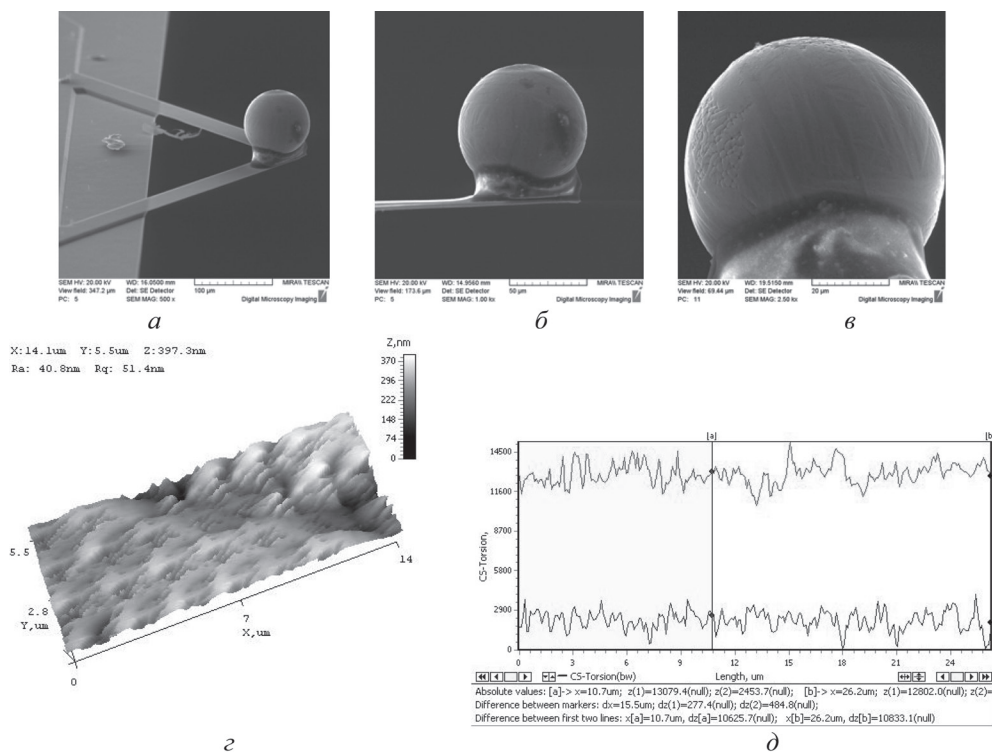 SEM HV: 20.00 kV WD: 16.0500 mm
View field: 347.2 µm Det: SE Detector 100 µm MIRA\\ TESCAN
PC: 5 SEM MAG: 500 x Digital Microscopy Imaging
а
SEM HV: 20.00 kV WD: 14.9560 mm
View field: 173.6 µm Det: SE Detector 50 µm MIRA\\ TESCAN
PC: 5 SEM MAG: 1.00 kx Digital Microscopy Imaging
б
SEM HV: 20.00 kV WD: 19.5150 mm
View field: 69.44 µm Det: SE Detector 20 µm MIRA\\ TESCAN
PC: 11 SEM MAG: 2.50 kx Digital Microscopy Imaging
в
X:14.1um Y:5.5um Z:397.3nm
Ra: 40.8nm Rq: 51.4nm
Z,nm
370
296
222
148
74
0
5.5
2.8
Y,um
0
7
X,um
14
г
[a] [b
CS-Torsion,
14500
11600
8700
5800
2900
0
0 3 6 9 12 15 18 21 24
CS-Torsion(bw) Length, um
Absolute values: [a]-> x=10.7um; z(1)=13079.4(null); z(2)=2453.7(null); [b]-> x=26.2um; z(1)=12802.0(null); z(2)=
Difference between markers: dx=15.5um; dz(1)=277.4(null); dz(2)=484.8(null);
Difference between first two lines: x[a]=10.7um, dz[a]=10625.7(null); x[b]=26.2um, dz[b]=10833.1(null)
д